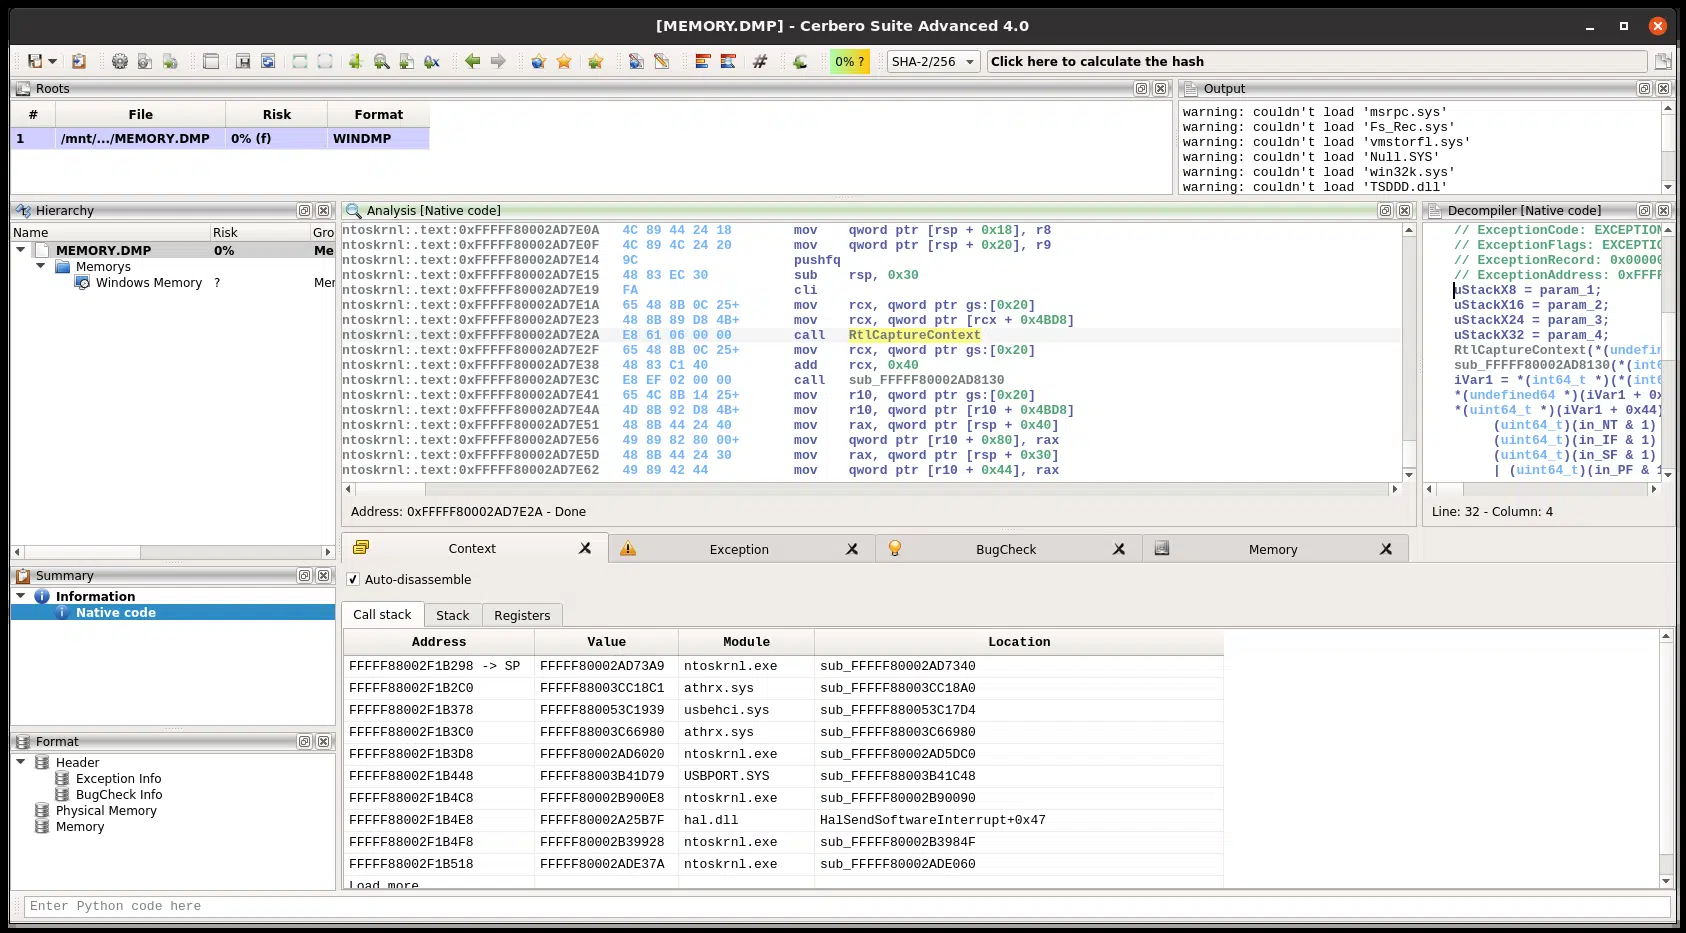 [MEMORY.DMP] - Cerbero Suite Advanced 4.0
0% ?
SHA-2/256
Click here to calculate the hash
Roots
# File Risk Format
1 /mnt/.../MEMORY.DMP 0% (f) WINDMP
Output
warning: couldn't load 'msrpc.sys'
warning: couldn't load 'Fs_Rec.sys'
warning: couldn't load 'vmstorfl.sys'
warning: couldn't load 'Null.SYS'
warning: couldn't load 'win32k.sys'
warning: couldn't load 'TSDDD.dll'
Hierarchy
Name Risk Gro
MEMORY.DMP 0% Me
Memorys
Windows Memory ? Mer
Analysis [Native code]
ntoskrnl:.text:0xFFFFF80002AD7E0A 4C 89 44 24 18 mov qword ptr [rsp + 0x18], r8
ntoskrnl:.text:0xFFFFF80002AD7E0F 4C 89 4C 24 20 mov qword ptr [rsp + 0x20], r9
ntoskrnl:.text:0xFFFFF80002AD7E14 9C pushfq
ntoskrnl:.text:0xFFFFF80002AD7E15 48 83 EC 30 sub rsp, 0x30
ntoskrnl:.text:0xFFFFF80002AD7E19 FA cli
ntoskrnl:.text:0xFFFFF80002AD7E1A 65 48 8B 0C 25+ mov rcx, qword ptr gs:[0x20]
ntoskrnl:.text:0xFFFFF80002AD7E23 48 8B 89 D8 4B+ mov rcx, qword ptr [rcx + 0x4BD8]
ntoskrnl:.text:0xFFFFF80002AD7E2A E8 61 06 00 00 call RtlCaptureContext
ntoskrnl:.text:0xFFFFF80002AD7E2F 65 48 8B 0C 25+ mov rcx, qword ptr gs:[0x20]
ntoskrnl:.text:0xFFFFF80002AD7E38 48 83 C1 40 add rcx, 0x40
ntoskrnl:.text:0xFFFFF80002AD7E3C E8 EF 02 00 00 call sub_FFFFF80002AD8130
ntoskrnl:.text:0xFFFFF80002AD7E41 65 4C 8B 14 25+ mov r10, qword ptr gs:[0x20]
ntoskrnl:.text:0xFFFFF80002AD7E4A 4D 8B 92 D8 4B+ mov r10, qword ptr [r10 + 0x4BD8]
ntoskrnl:.text:0xFFFFF80002AD7E51 48 8B 44 24 40 mov rax, qword ptr [rsp + 0x40]
ntoskrnl:.text:0xFFFFF80002AD7E56 49 89 82 80 00+ mov qword ptr [r10 + 0x80], rax
ntoskrnl:.text:0xFFFFF80002AD7E5D 48 8B 44 24 30 mov rax, qword ptr [rsp + 0x30]
ntoskrnl:.text:0xFFFFF80002AD7E62 49 89 42 44 mov qword ptr [r10 + 0x44], rax
Address: 0xFFFFF80002AD7E2A - Done
Decompiler [Native code]
// ExceptionCode: EXCEPTION
// ExceptionFlags: EXCEPTIC
// ExceptionRecord: 0x00000
// ExceptionAddress: 0xFFFF
uStackX8 = param_1;
uStackX16 = param_2;
uStackX24 = param_3;
uStackX32 = param_4;
RtlCaptureContext(*(undefin
sub_FFFFF80002AD8130(*(int6
iVar1 = *(int64_t *)(*(int6
*(undefined64 *)(iVar1 + 0x
*(uint64_t *)(iVar1 + 0x44)
(uint64_t)(in_NT & 1)
(uint64_t)(in_IF & 1)
(uint64_t)(in_SF & 1)
| (uint64_t)(in_PF & 1
Line: 32 - Column: 4
Context
Exception
BugCheck
Memory
Auto-disassemble
Call stack
Stack
Registers
Address Value Module Location
FFFFF88002F1B298 -> SP FFFFF80002AD73A9 ntoskrnl.exe sub_FFFFF80002AD7340
FFFFF88002F1B2C0 FFFFF88003CC18C1 athrx.sys sub_FFFFF88003CC18A0
FFFFF88002F1B378 FFFFF880053C1939 usbehci.sys sub_FFFFF880053C17D4
FFFFF88002F1B3C0 FFFFF88003C66980 athrx.sys sub_FFFFF88003C66980
FFFFF88002F1B3D8 FFFFF80002AD6020 ntoskrnl.exe sub_FFFFF80002AD5DC0
FFFFF88002F1B448 FFFFF88003B41D79 USBPORT.SYS sub_FFFFF88003B41C48
FFFFF88002F1B4C8 FFFFF80002B900E8 ntoskrnl.exe sub_FFFFF80002B90090
FFFFF88002F1B4E8 FFFFF80002A25B7F hal.dll HalSendSoftwareInterrupt+0x47
FFFFF88002F1B4F8 FFFFF80002B39928 ntoskrnl.exe sub_FFFFF80002B3984F
FFFFF88002F1B518 FFFFF80002ADE37A ntoskrnl.exe sub_FFFFF80002ADE060
Load more
Summary
Information
Native code
Format
Header
Exception Info
BugCheck Info
Physical Memory
Memory
Enter Python code here